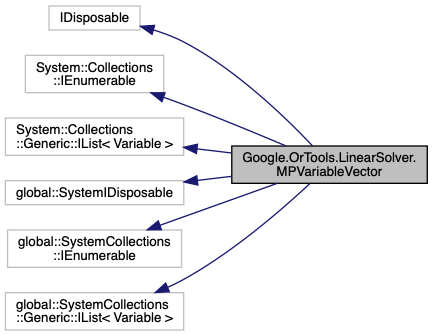 IDisposable
System::Collections
::IEnumerable
System::Collections
::Generic::IList< Variable >
Google.OrTools.LinearSolver.
MPVariableVector
global::SystemIDisposable
global::SystemCollections
::IEnumerable
global::SystemCollections
::Generic::IList< Variable >